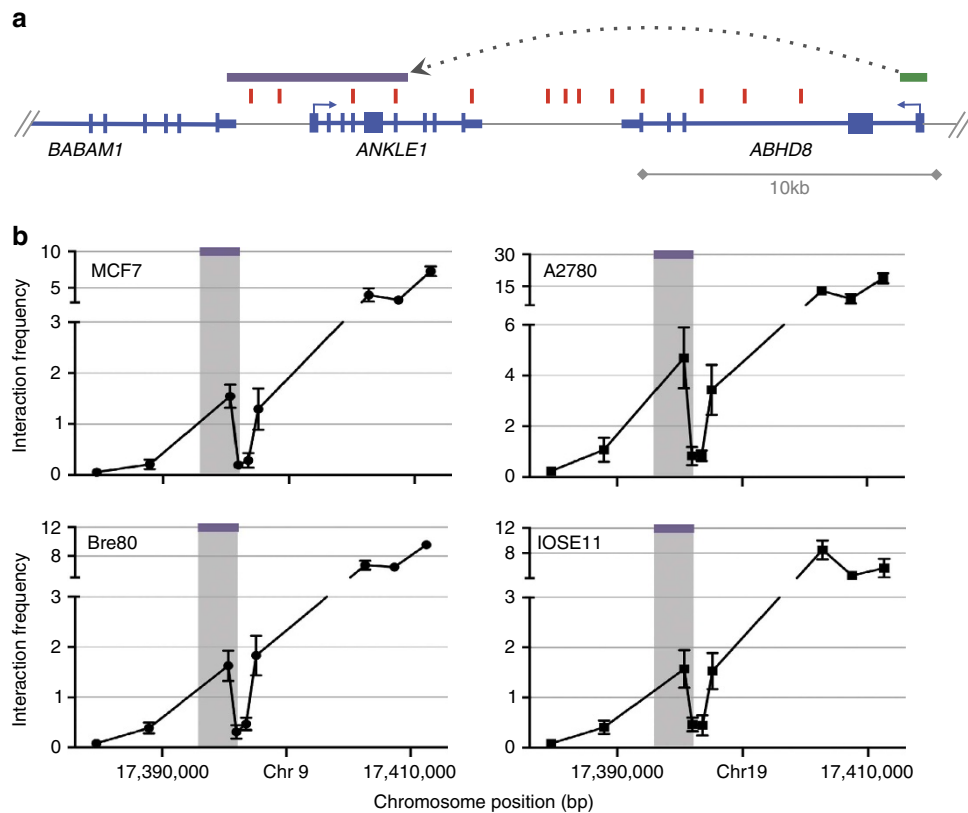 a
BABAM1
ANKLE1
ABHD8
10kb
b
Interaction frequency
10
5
3
2
1
0
MCF7
30
15
6
4
2
0
A2780
Interaction frequency
12
8
3
2
1
0
Bre80
17,390,000
Chr 9
17,410,000
12
8
3
2
1
0
IOSE11
17,390,000
Chr19
17,410,000
Chromosome position (bp)